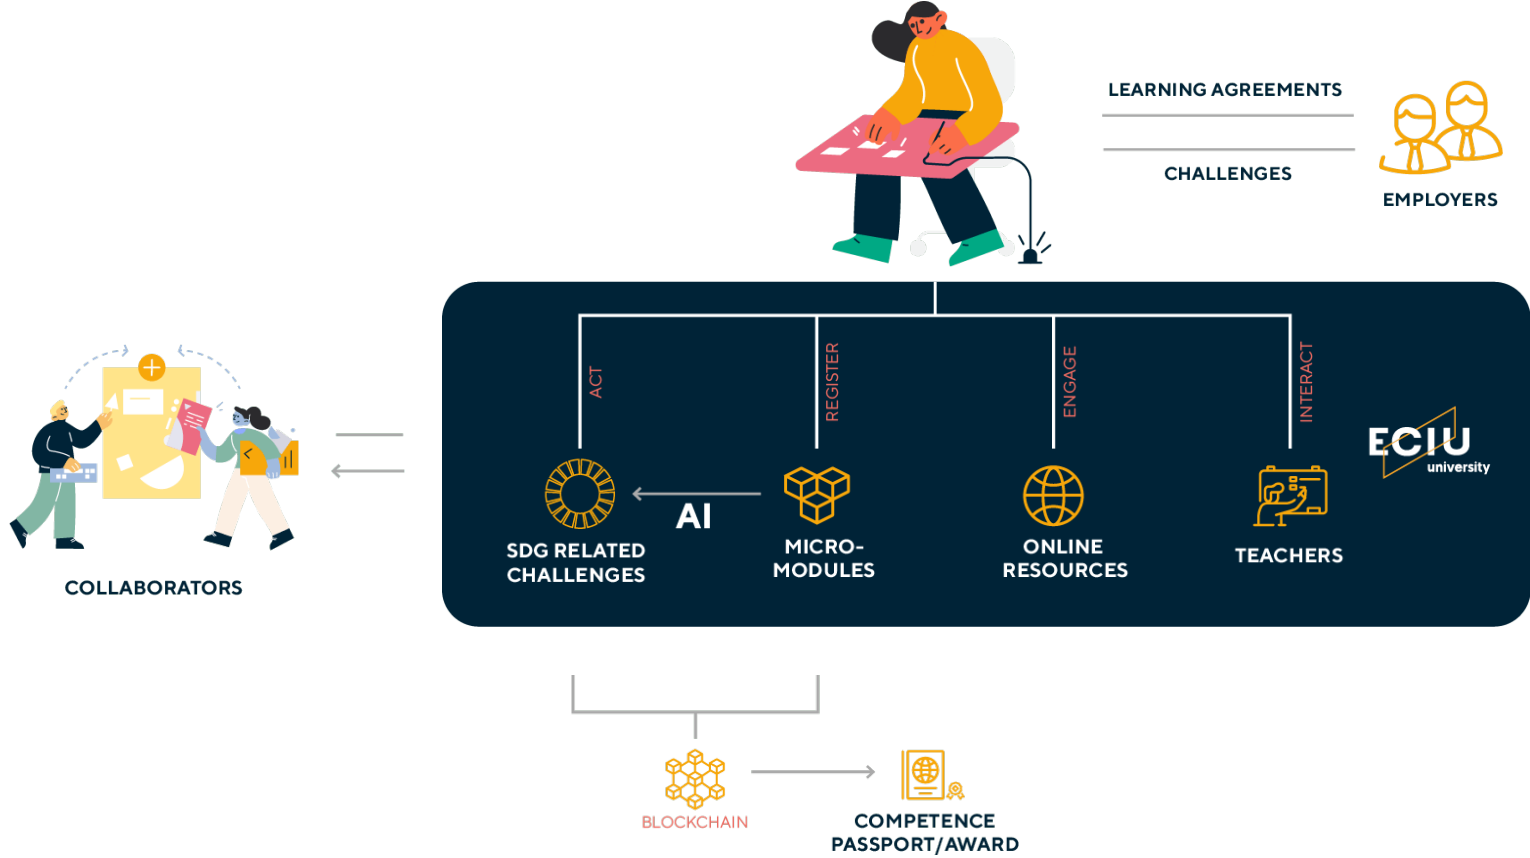 LEARNING AGREEMENTS
CHALLENGES
EMPLOYERS
ACT
REGISTER
ENGAGE
INTERACT
ECIU
university
AI
SDG RELATED
CHALLENGES
MICRO-
MODULES
ONLINE
RESOURCES
TEACHERS
COLLABORATORS
BLOCKCHAIN
COMPETENCE
PASSPORT/AWARD